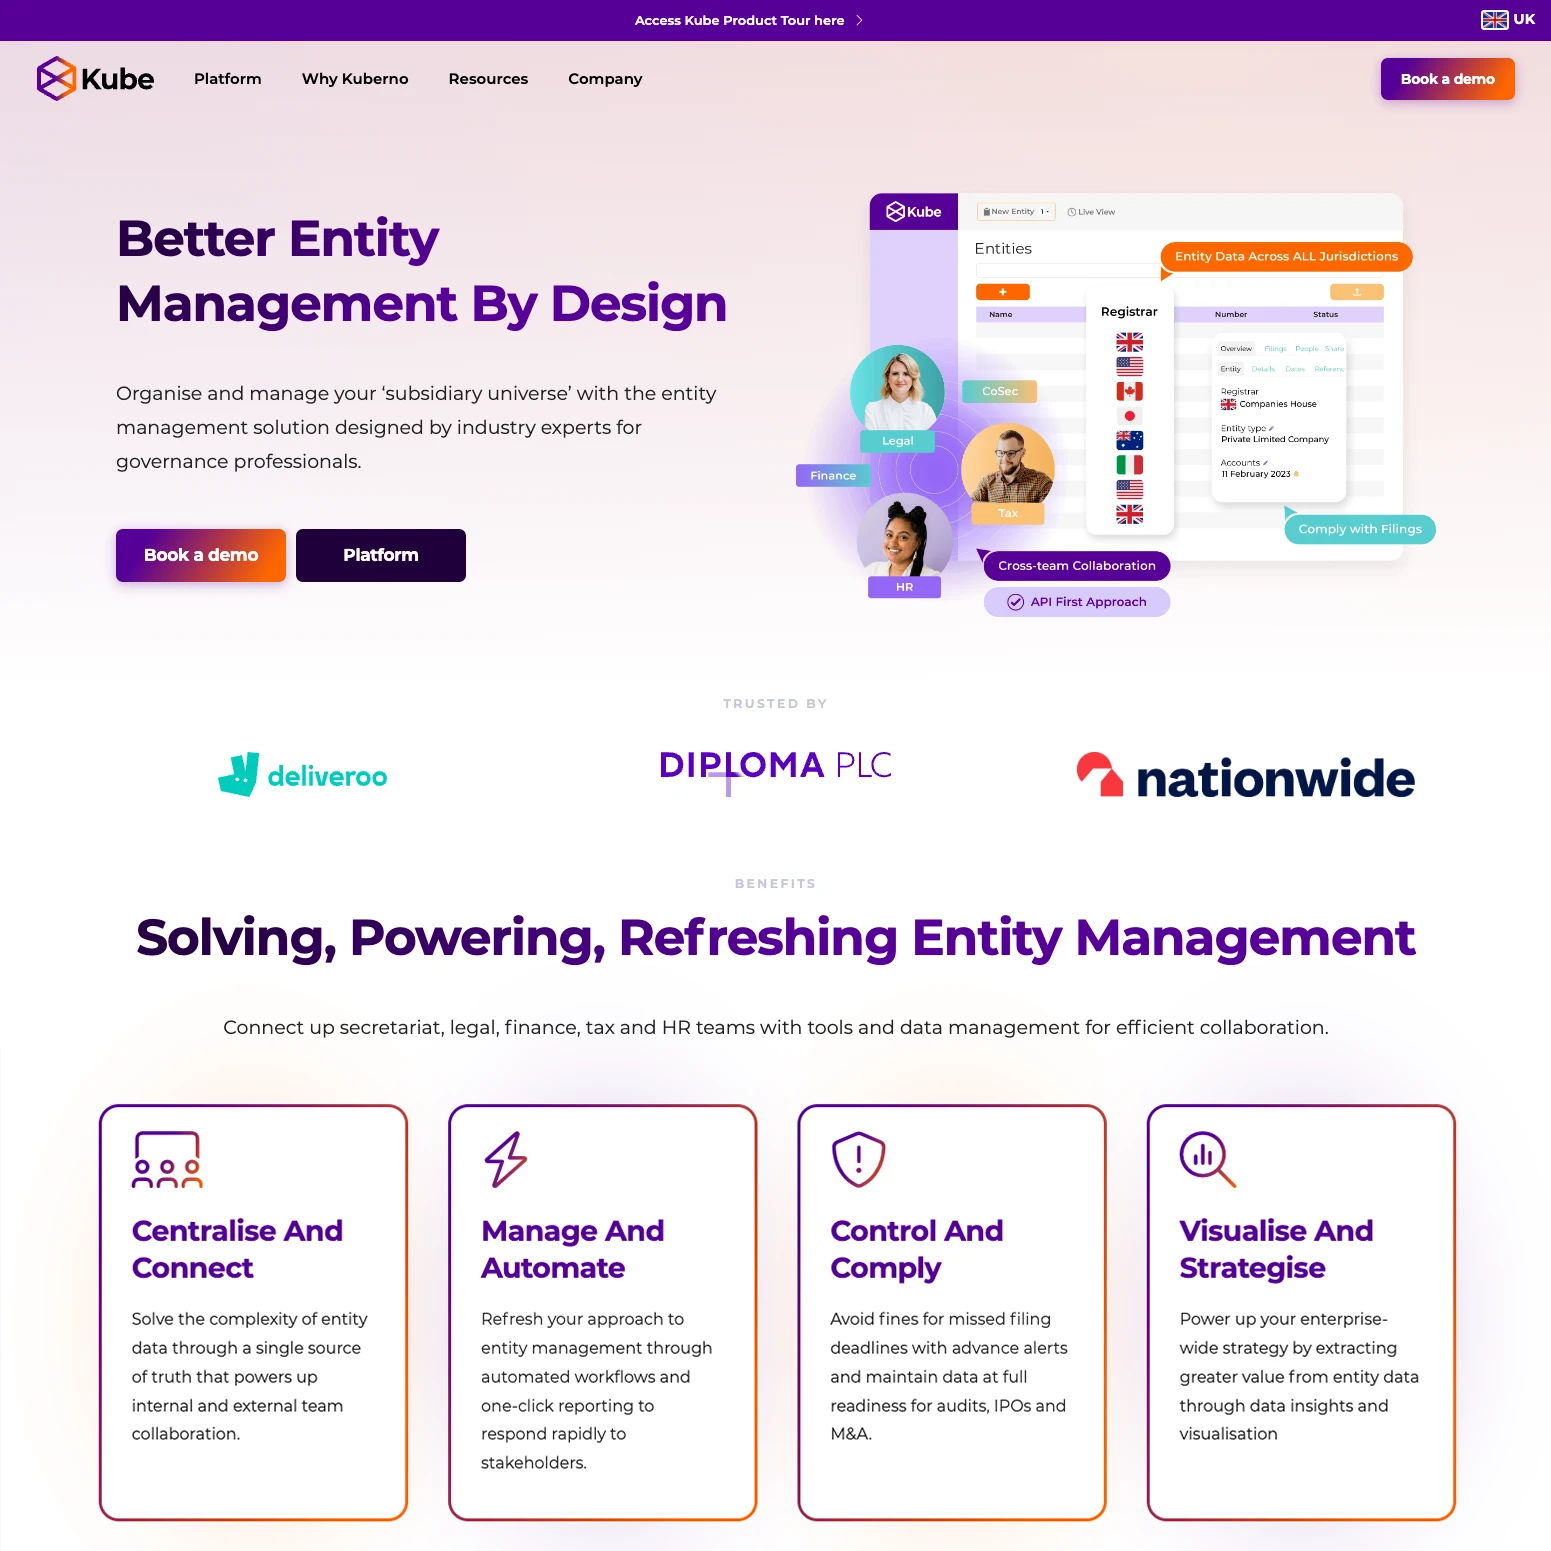 Access Kube Product Tour here
UK
Kube
Platform
Why Kuberno
Resources
Company
Book a demo
Better Entity
Management By Design
Organise and manage your ‘subsidiary universe’ with the entity
management solution designed by industry experts for
governance professionals.
Book a demo
Platform
Kube
New Entity 1
Live View
Entities
Entity Data Across ALL Jurisdictions
Name
Registrar
Number
Status
Overview Filings People Share
Entity Details Dates Referenc
Registrar
Companies House
Entity type
Private Limited Company
Accounts
11 February 2023
CoSec
Legal
Finance
Tax
HR
Comply with Filings
Cross-team Collaboration
API First Approach
TRUSTED BY
deliveroo
DIPLOMA PLC
nationwide
BENEFITS
Solving, Powering, Refreshing Entity Management
Connect up secretariat, legal, finance, tax and HR teams with tools and data management for efficient collaboration.
Centralise And
Connect
Solve the complexity of entity
data through a single source
of truth that powers up
internal and external team
collaboration.
Manage And
Automate
Refresh your approach to
entity management through
automated workflows and
one-click reporting to
respond rapidly to
stakeholders.
Control And
Comply
Avoid fines for missed filing
deadlines with advance alerts
and maintain data at full
readiness for audits, IPOs and
M&A.
Visualise And
Strategise
Power up your enterprise-
wide strategy by extracting
greater value from entity data
through data insights and
visualisation